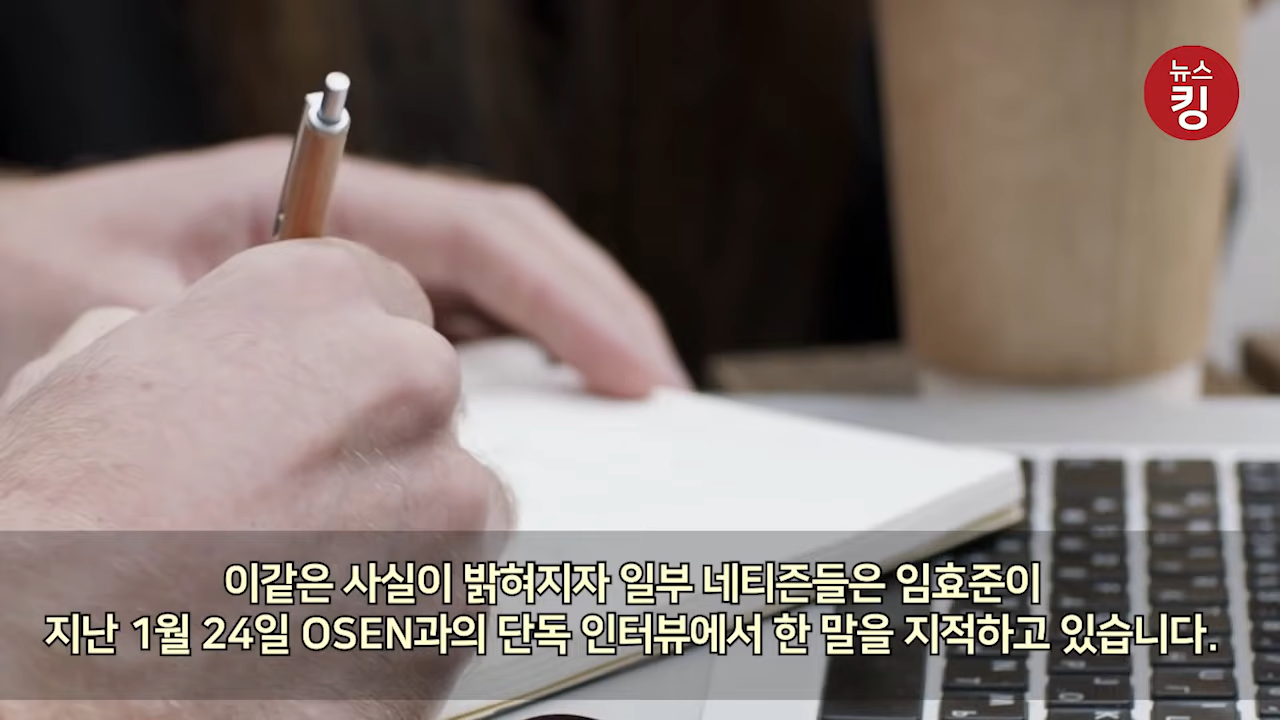 뉴스
킹
이같은 사실이 밝혀지자 일부 네티즌들은 임효준이
지난 1월 24일 OSEN과의 단독 인터뷰에서 한 말을 지적하고 있습니다.